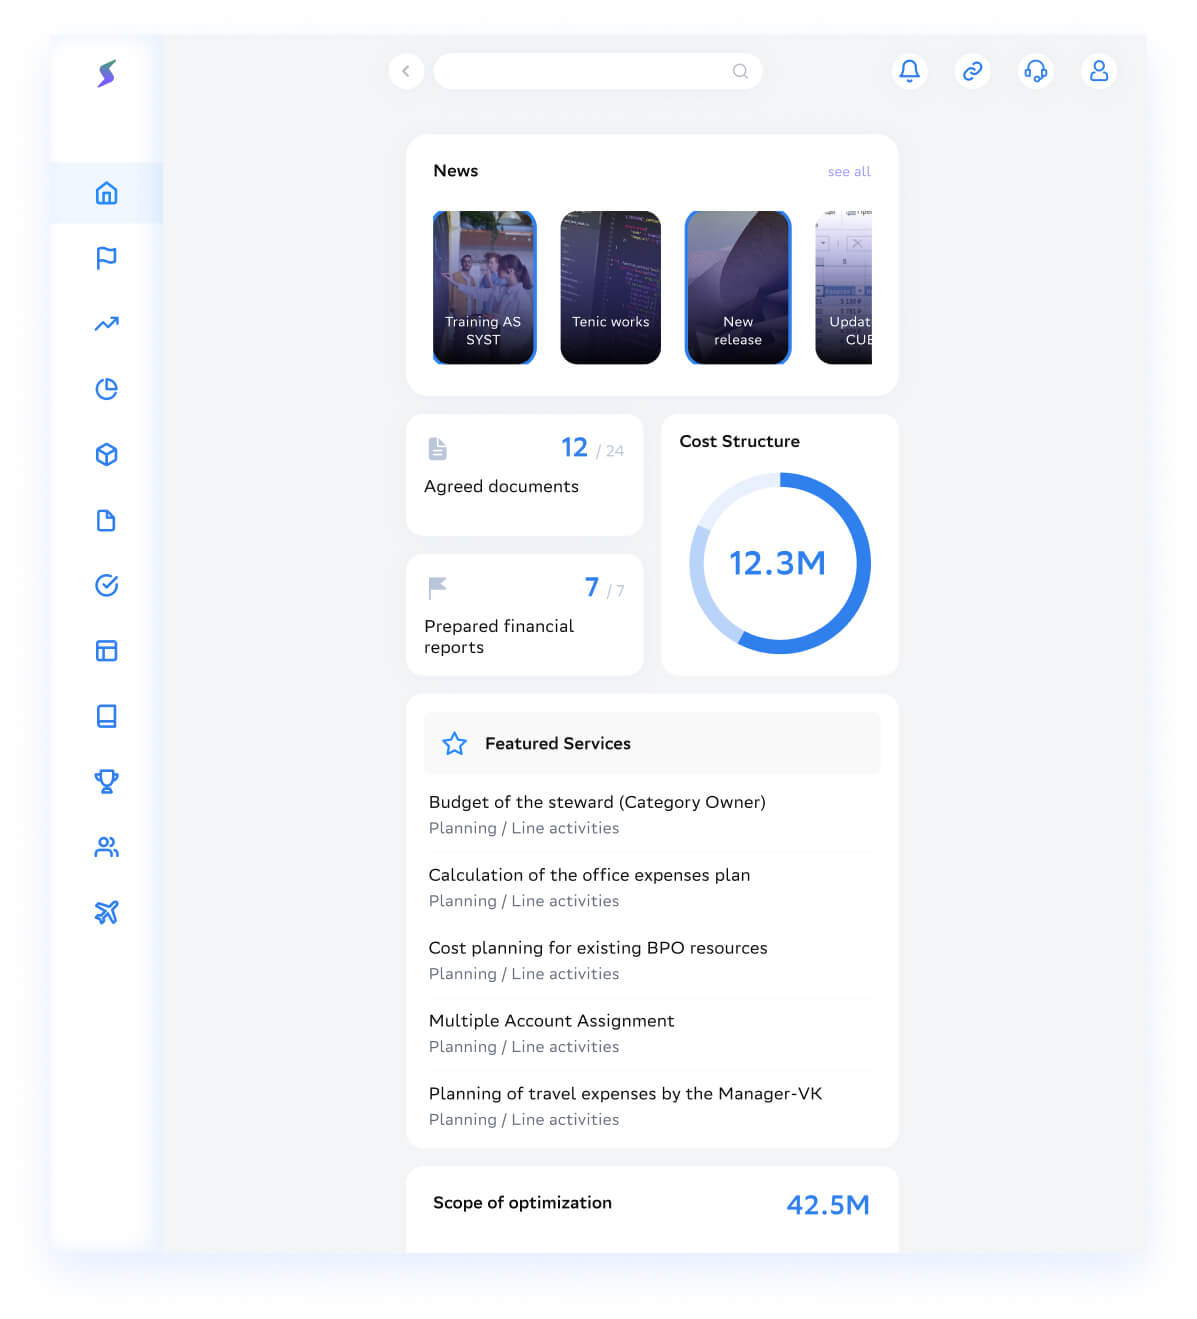 News
see all
Training AS
SYST
Tenic works
New
release
Updat
CUE
12 / 24
Agreed documents
Cost Structure
12.3M
7 / 7
Prepared financial
reports
Featured Services
Budget of the steward (Category Owner)
Planning / Line activities
Calculation of the office expenses plan
Planning / Line activities
Cost planning for existing BPO resources
Planning / Line activities
Multiple Account Assignment
Planning / Line activities
Planning of travel expenses by the Manager-VK
Planning / Line activities
Scope of optimization
42.5M